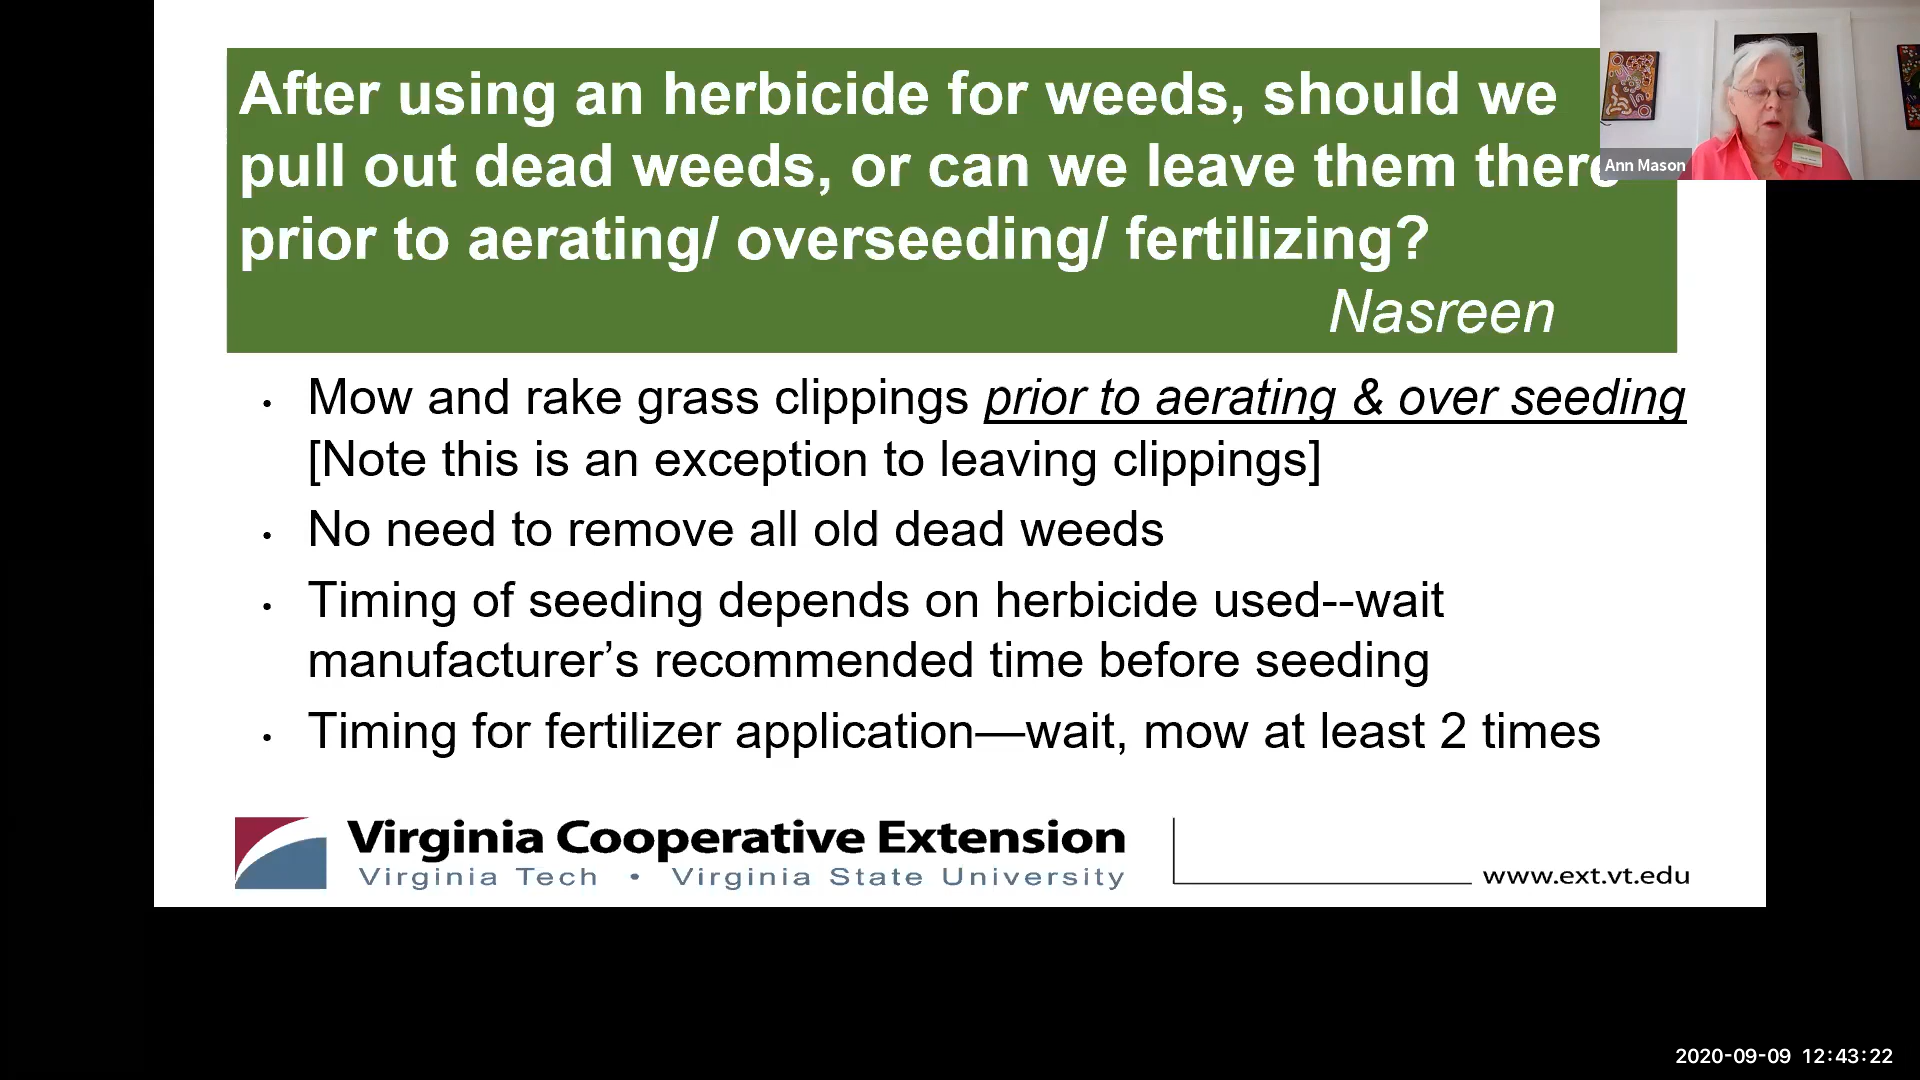 After using an herbicide for weeds, should we
pull out dead weeds, or can we leave them there
prior to aerating/ overseeding/ fertilizing?
Nasreen
Ann Mason
• Mow and rake grass clippings prior to aerating & over seeding
[Note this is an exception to leaving clippings]
• No need to remove all old dead weeds
• Timing of seeding depends on herbicide used--wait
manufacturer’s recommended time before seeding
• Timing for fertilizer application—wait, mow at least 2 times
Virginia Cooperative Extension
Virginia Tech • Virginia State University
www.ext.vt.edu
2020-09-09 12:43:22